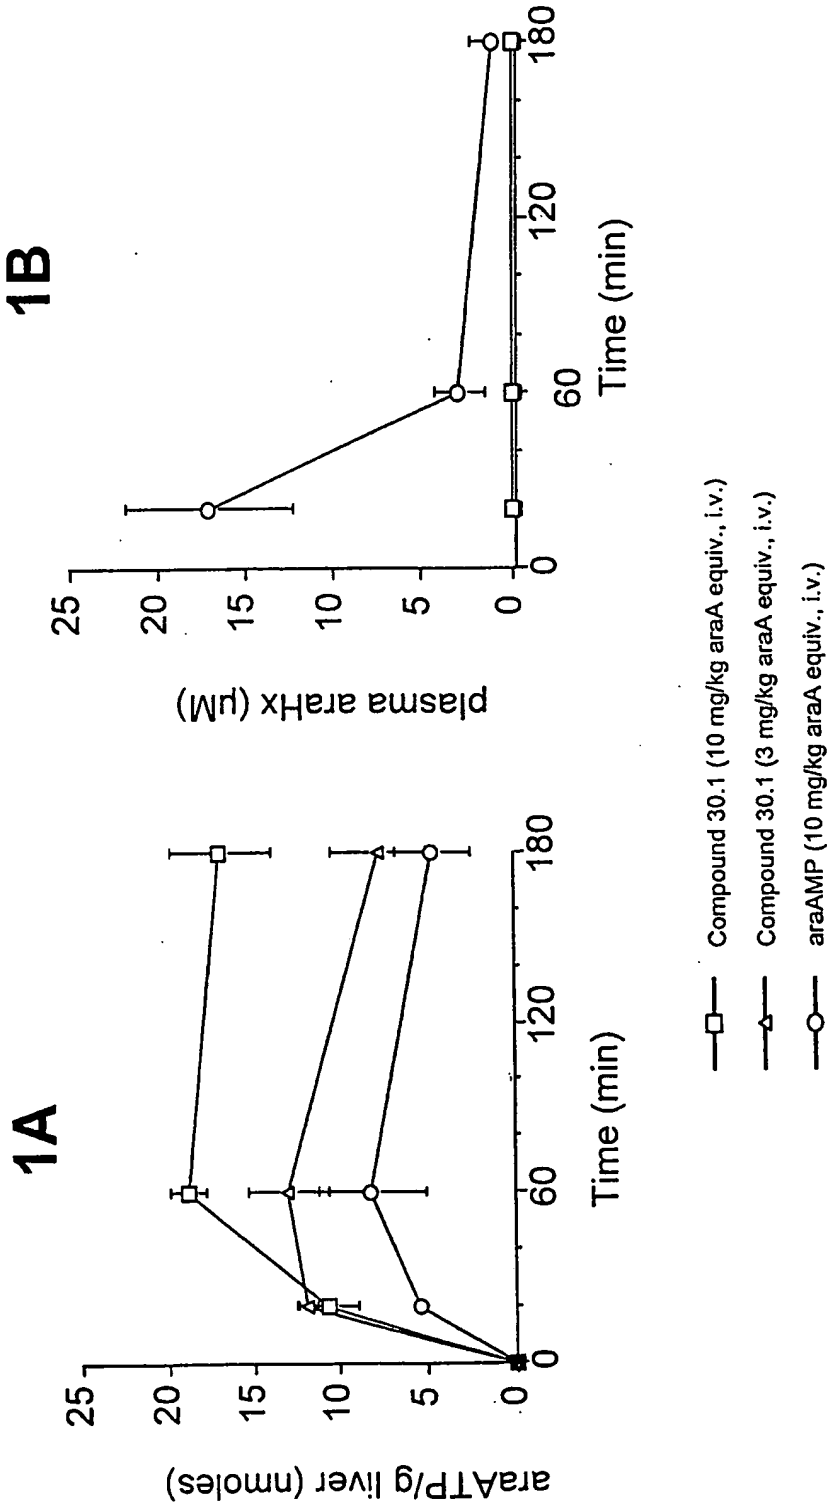 1A
araATP/g liver (nmoles)
25
20
15
10
5
0
0
60
120
180
Time (min)
1B
plasma araHx (µM)
25
20
15
10
5
0
0
60
120
180
Time (min)
Compound 30.1 (10 mg/kg araA equiv., i.v.)
Compound 30.1 (3 mg/kg araA equiv., i.v.)
araAMP (10 mg/kg araA equiv., i.v.)